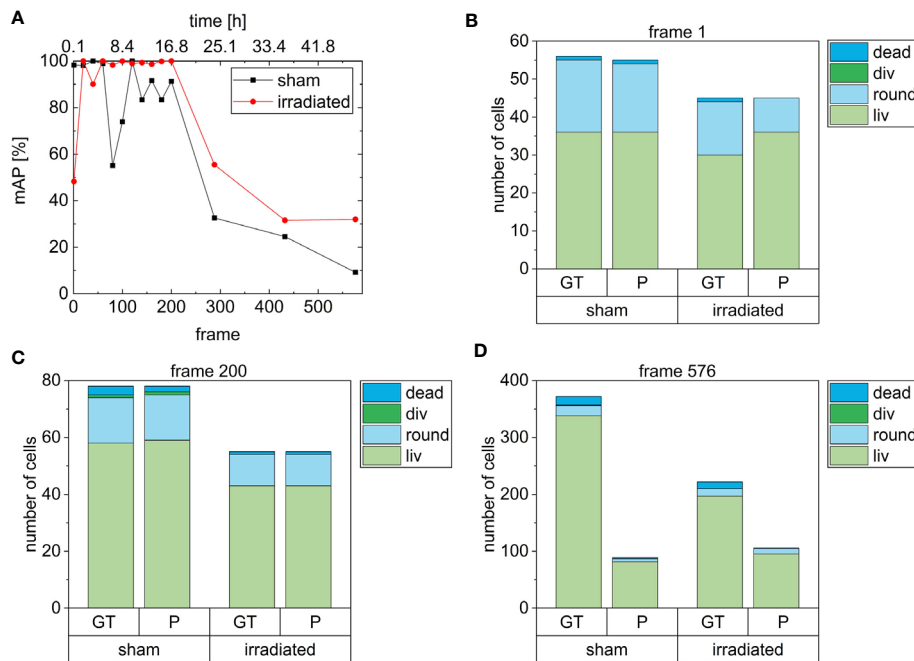 A
time [h]
0.1 8.4 16.8 25.1 33.4 41.8
100
80
60
40
20
0
mAP [%]
sham
irradiated
0 100 200 300 400 500
frame
B
frame 1
60
50
40
30
20
10
0
number of cells
GT P GT P
sham irradiated
dead
div
round
liv
C
frame 200
80
60
40
20
0
number of cells
GT P GT P
sham irradiated
dead
div
round
liv
D
frame 576
400
300
200
100
0
number of cells
GT P GT P
sham irradiated
dead
div
round
liv